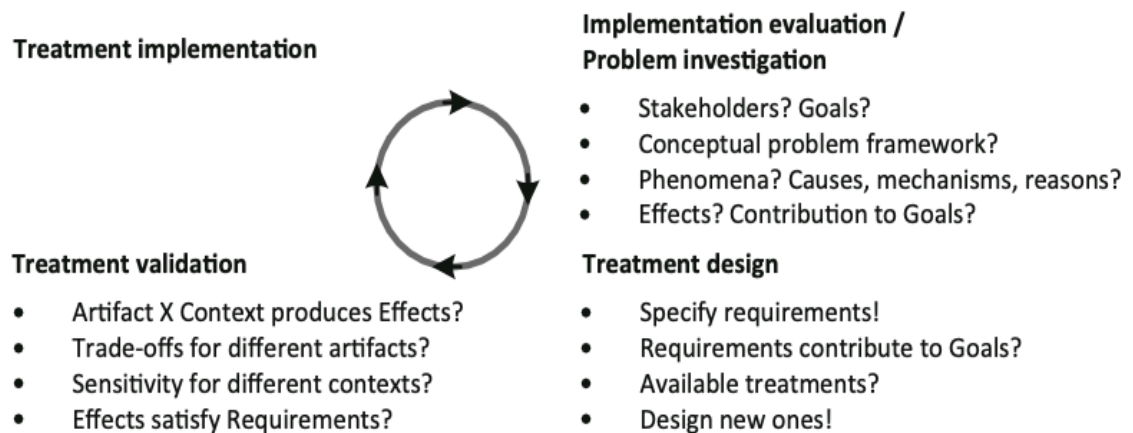 Treatment implementation
Implementation evaluation /
Problem investigation
• Stakeholders? Goals?
• Conceptual problem framework?
• Phenomena? Causes, mechanisms, reasons?
• Effects? Contribution to Goals?
Treatment validation
• Artifact X Context produces Effects?
• Trade-offs for different artifacts?
• Sensitivity for different contexts?
• Effects satisfy Requirements?
Treatment design
• Specify requirements!
• Requirements contribute to Goals?
• Available treatments?
• Design new ones!